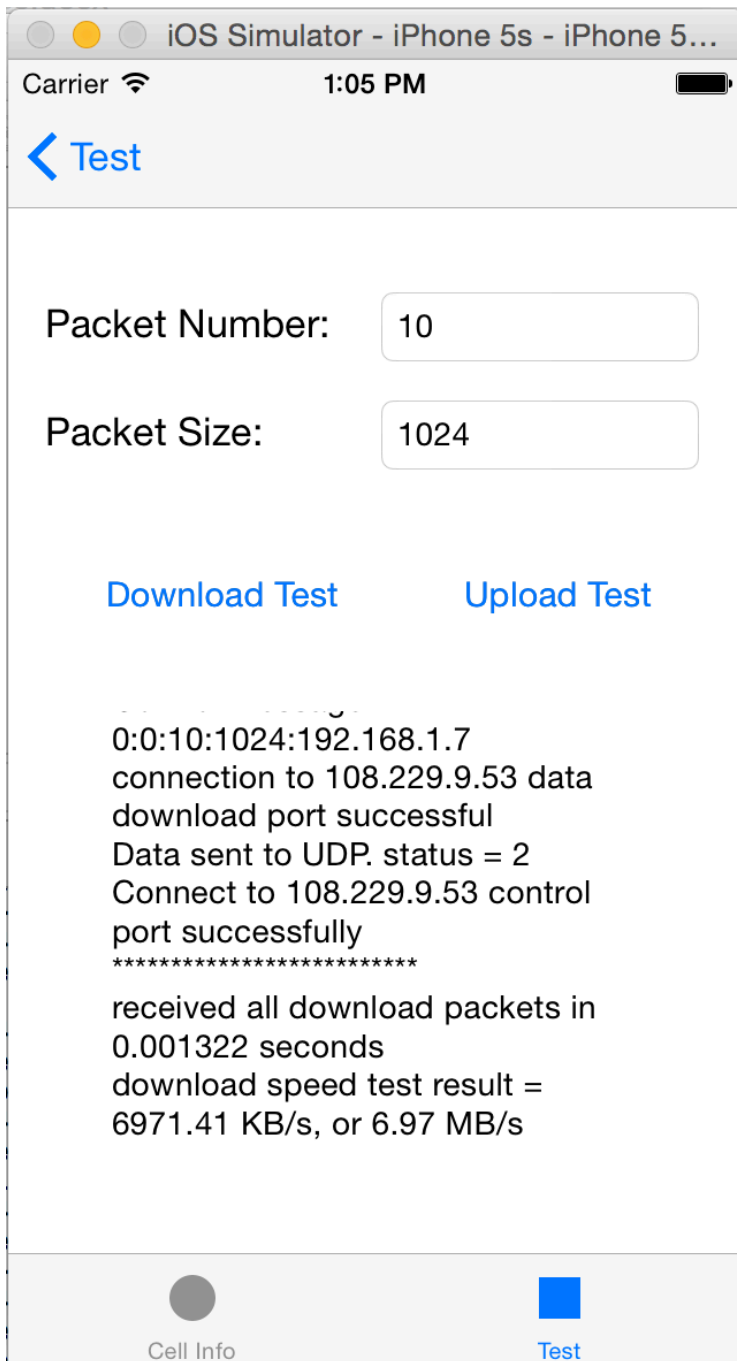 iOS Simulator - iPhone 5s - iPhone 5...
Carrier 1:05 PM
Test
Packet Number: 10
Packet Size: 1024
Download Test Upload Test
0:0:10:1024:192.168.1.7
connection to 108.229.9.53 data
download port successful
Data sent to UDP. status = 2
Connect to 108.229.9.53 control
port successfully
**************************
received all download packets in
0.001322 seconds
download speed test result =
6971.41 KB/s, or 6.97 MB/s
Cell Info Test